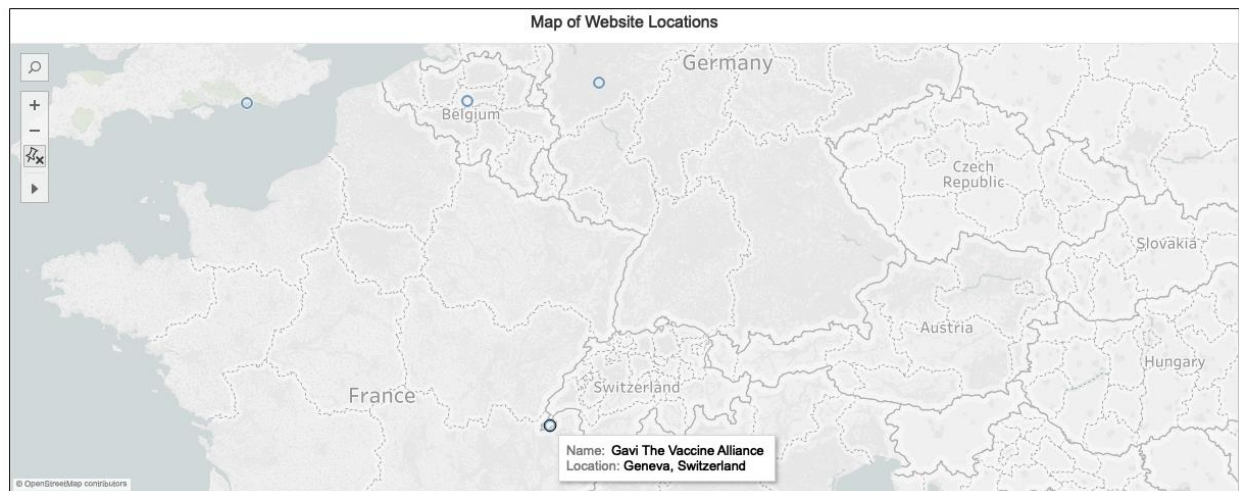 Map of Website Locations
Germany
Belgium
Czech
Republic
Slovakia
Austria
Hungary
Switzerland
France
Name: Gavi The Vaccine Alliance
Location: Geneva, Switzerland
© OpenStreetMap contributors